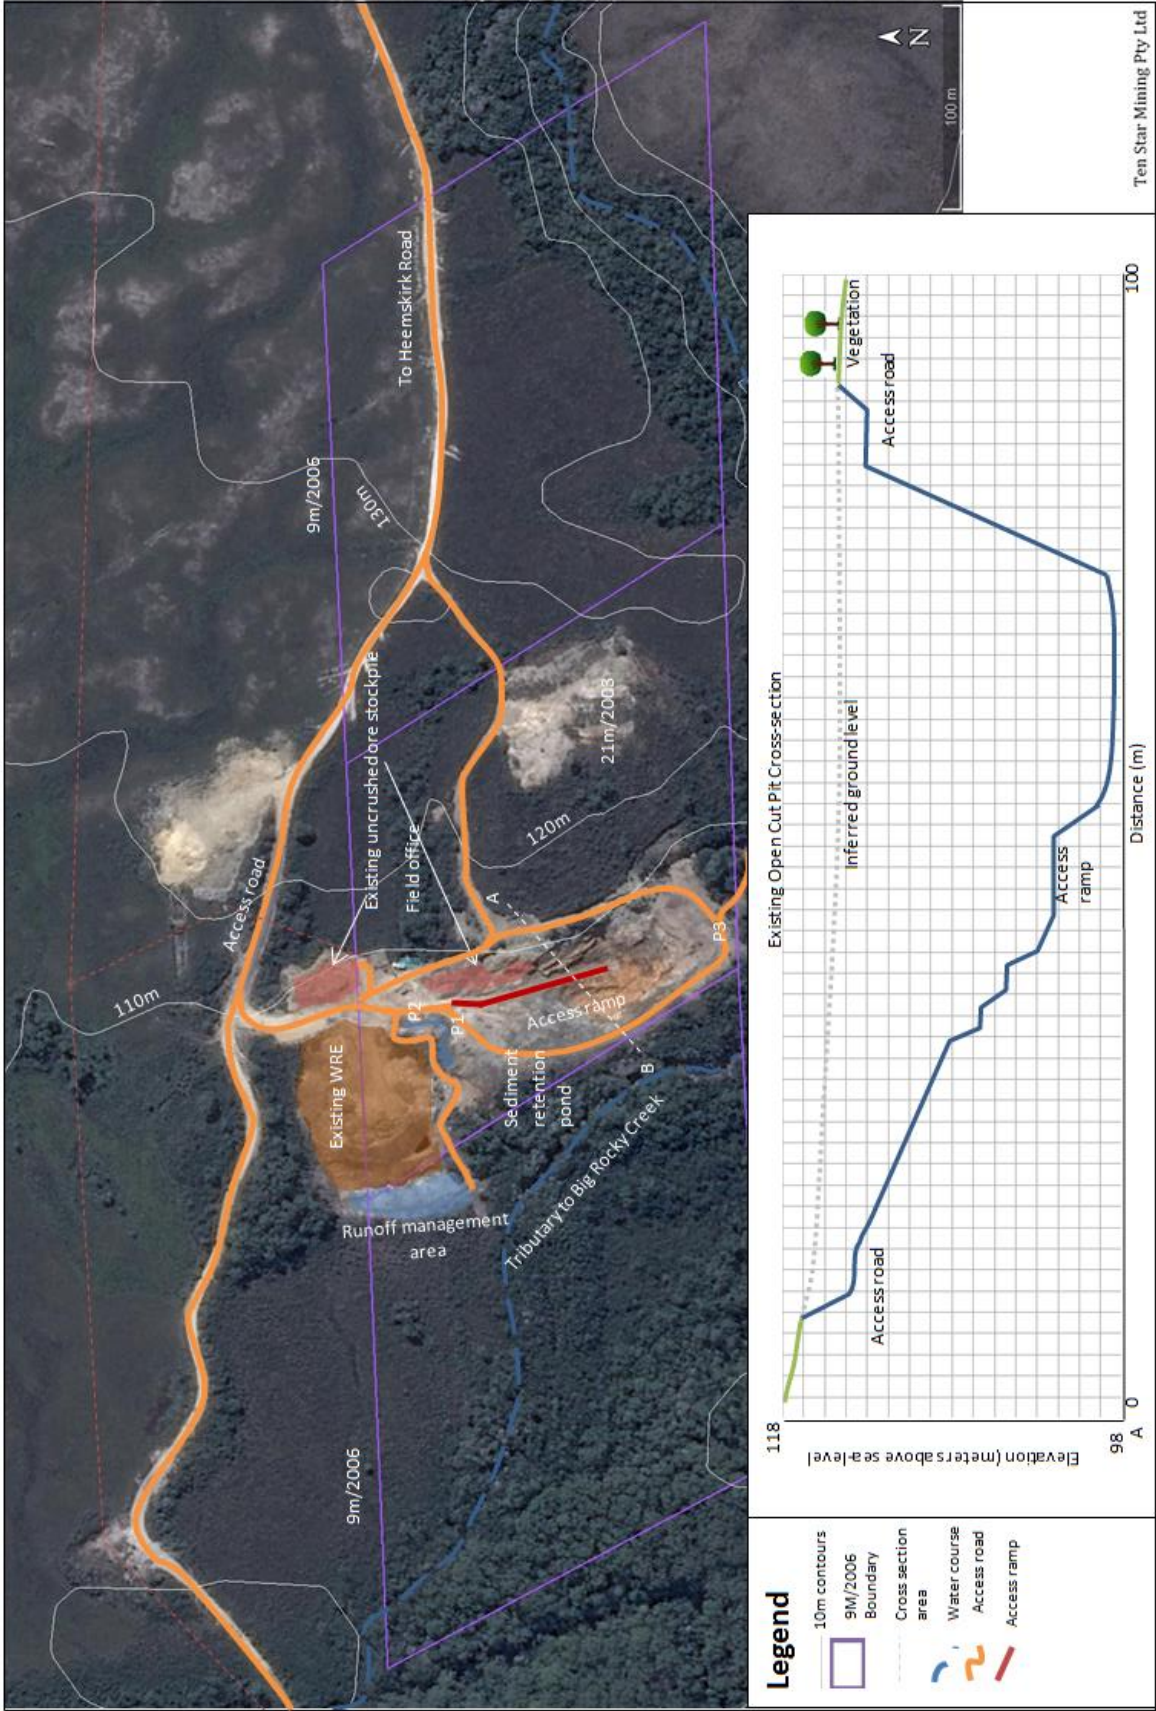 N
100 m
To Heemskirk Road
9m/2006
130m
Existing uncrushed ore stockpile
Field office
21m/2003
120m
Access road
110m
A
P3
P2
P1
Access ramp
Existing WRE
B
Sediment
retention
pond
Tributary to Big Rocky Creek
Runoff management
area
9m/2006
Legend
10m contours
9M/2006
Boundary
Cross section
area
Water course
Access road
Access ramp
Existing Open Cut Pit Cross-section
118
98
Elevation (meters above sea-level
0
A
100
Distance (m)
Access road
Inferred ground level
Access
ramp
Access road
Vegetation
Ten Star Mining Pty Ltd